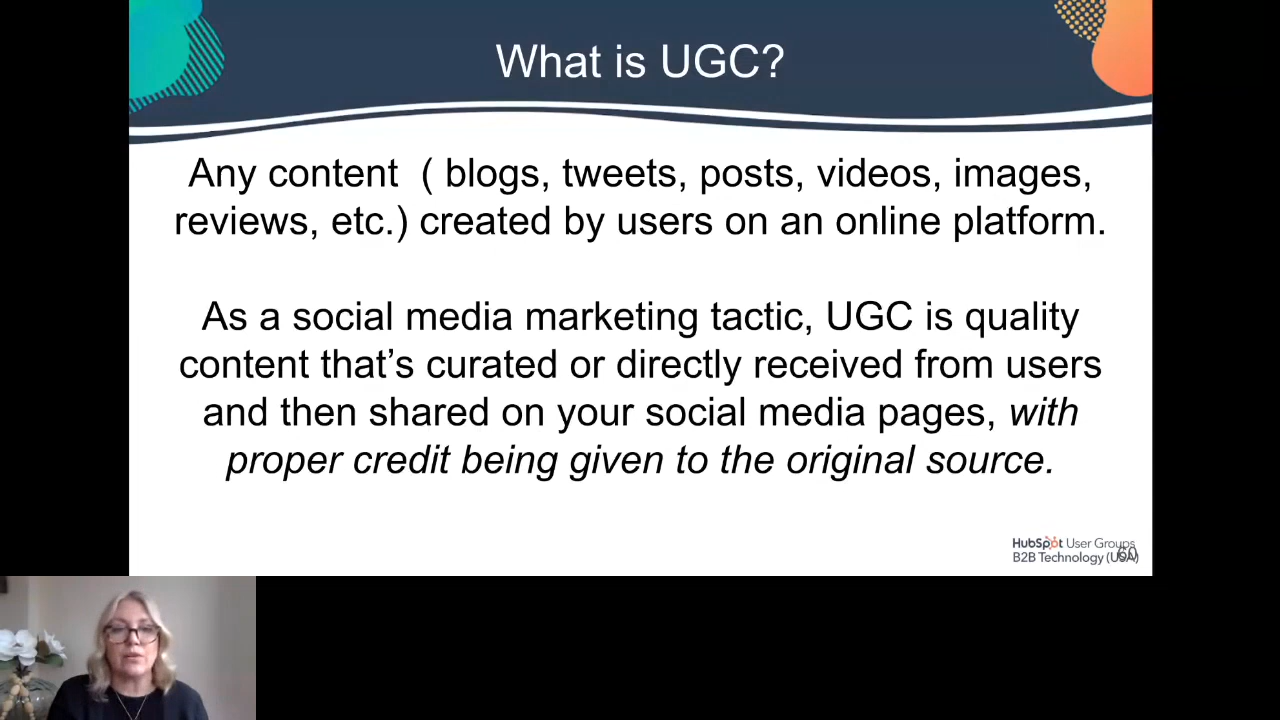 What is UGC?
Any content  ( blogs, tweets, posts, videos, images,
reviews, etc.) created by users on an online platform.
As a social media marketing tactic, UGC is quality
content that’s curated or directly received from users
and then shared on your social media pages, with
proper credit being given to the original source.
HubSpot User Groups
B2B Technology (USA)
60